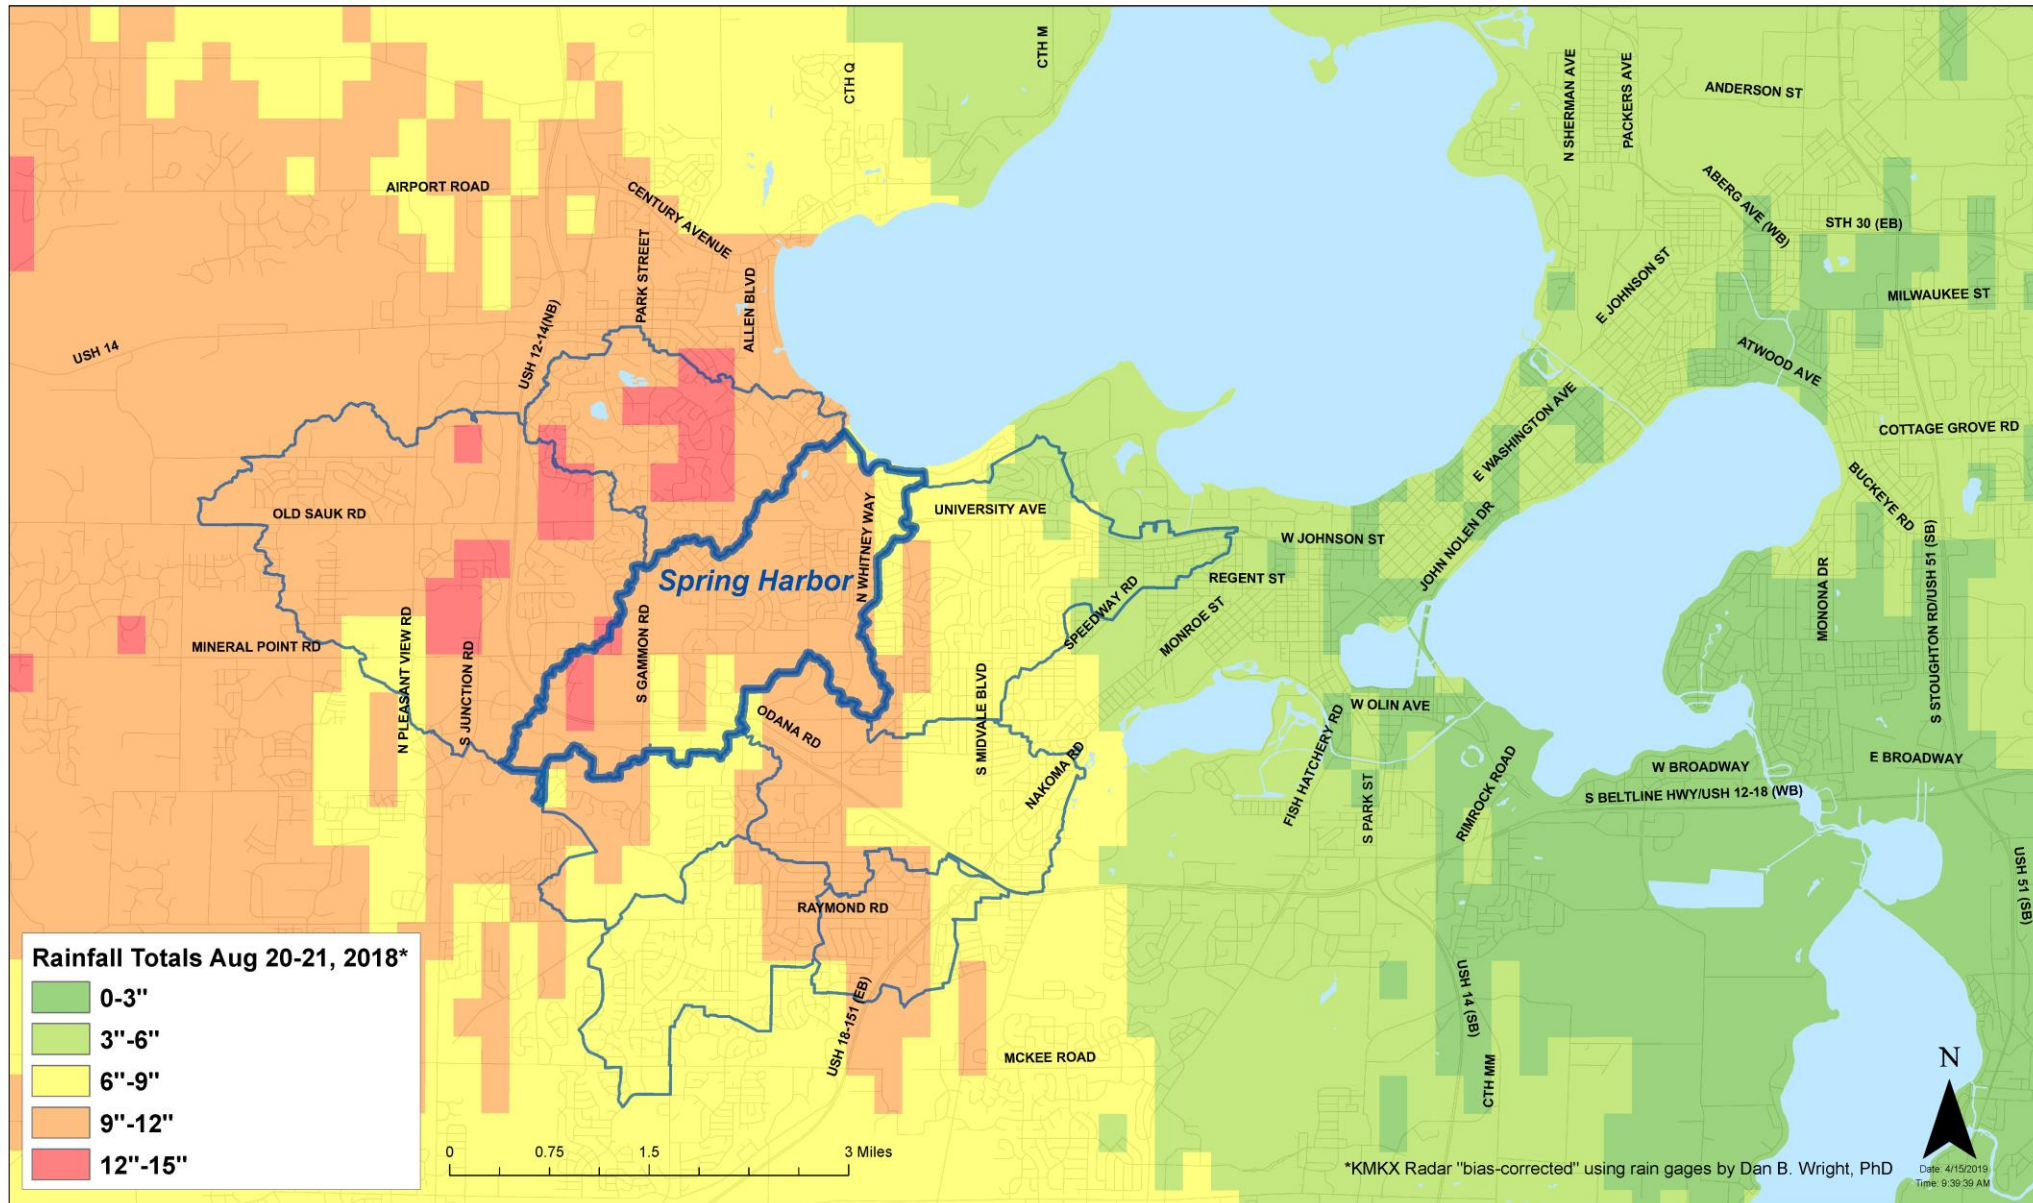 CTH M
CTH Q
N SHERMAN AVE
PACKERS AVE
ANDERSON ST
AIRPORT ROAD
CENTURY AVENUE
ABERG AVE (WB)
STH 30 (EB)
PARK STREET
ALLEN BLVD
E JOHNSON ST
MILWAUKEE ST
USH 14
USH 12-14(NB)
ATWOOD AVE
E WASHINGTON AVE
COTTAGE GROVE RD
BUCKEYE RD
OLD SAUK RD
UNIVERSITY AVE
N WHITNEY WAY
W JOHNSON ST
JOHN NOLEN DR
Spring Harbor
REGENT ST
SPEEDWAY RD
MONROE ST
MONONA DR
S STOUGHTON RD/USH 51 (SB)
MINERAL POINT RD
N PLEASANT VIEW RD
S JUNCTION RD
S GAMMON RD
ODANA RD
S MIDVALE BLVD
NAKOMA RD
W OLIN AVE
FISH HATCHERY RD
S PARK ST
RIMROCK ROAD
W BROADWAY
E BROADWAY
S BELTLINE HWY/USH 12-18 (WB)
USH 51 (SB)
RAYMOND RD
USH 18-151 (EB)
USH 14 (SB)
MCKEE ROAD
CTH MM
Rainfall Totals Aug 20-21, 2018*
0-3"
3"-6"
6"-9"
9"-12"
12"-15"
0 0.75 1.5 3 Miles
N
*KMKX Radar "bias-corrected" using rain gages by Dan B. Wright, PhD
Date: 4/15/2019
Time: 9:39:39 AM